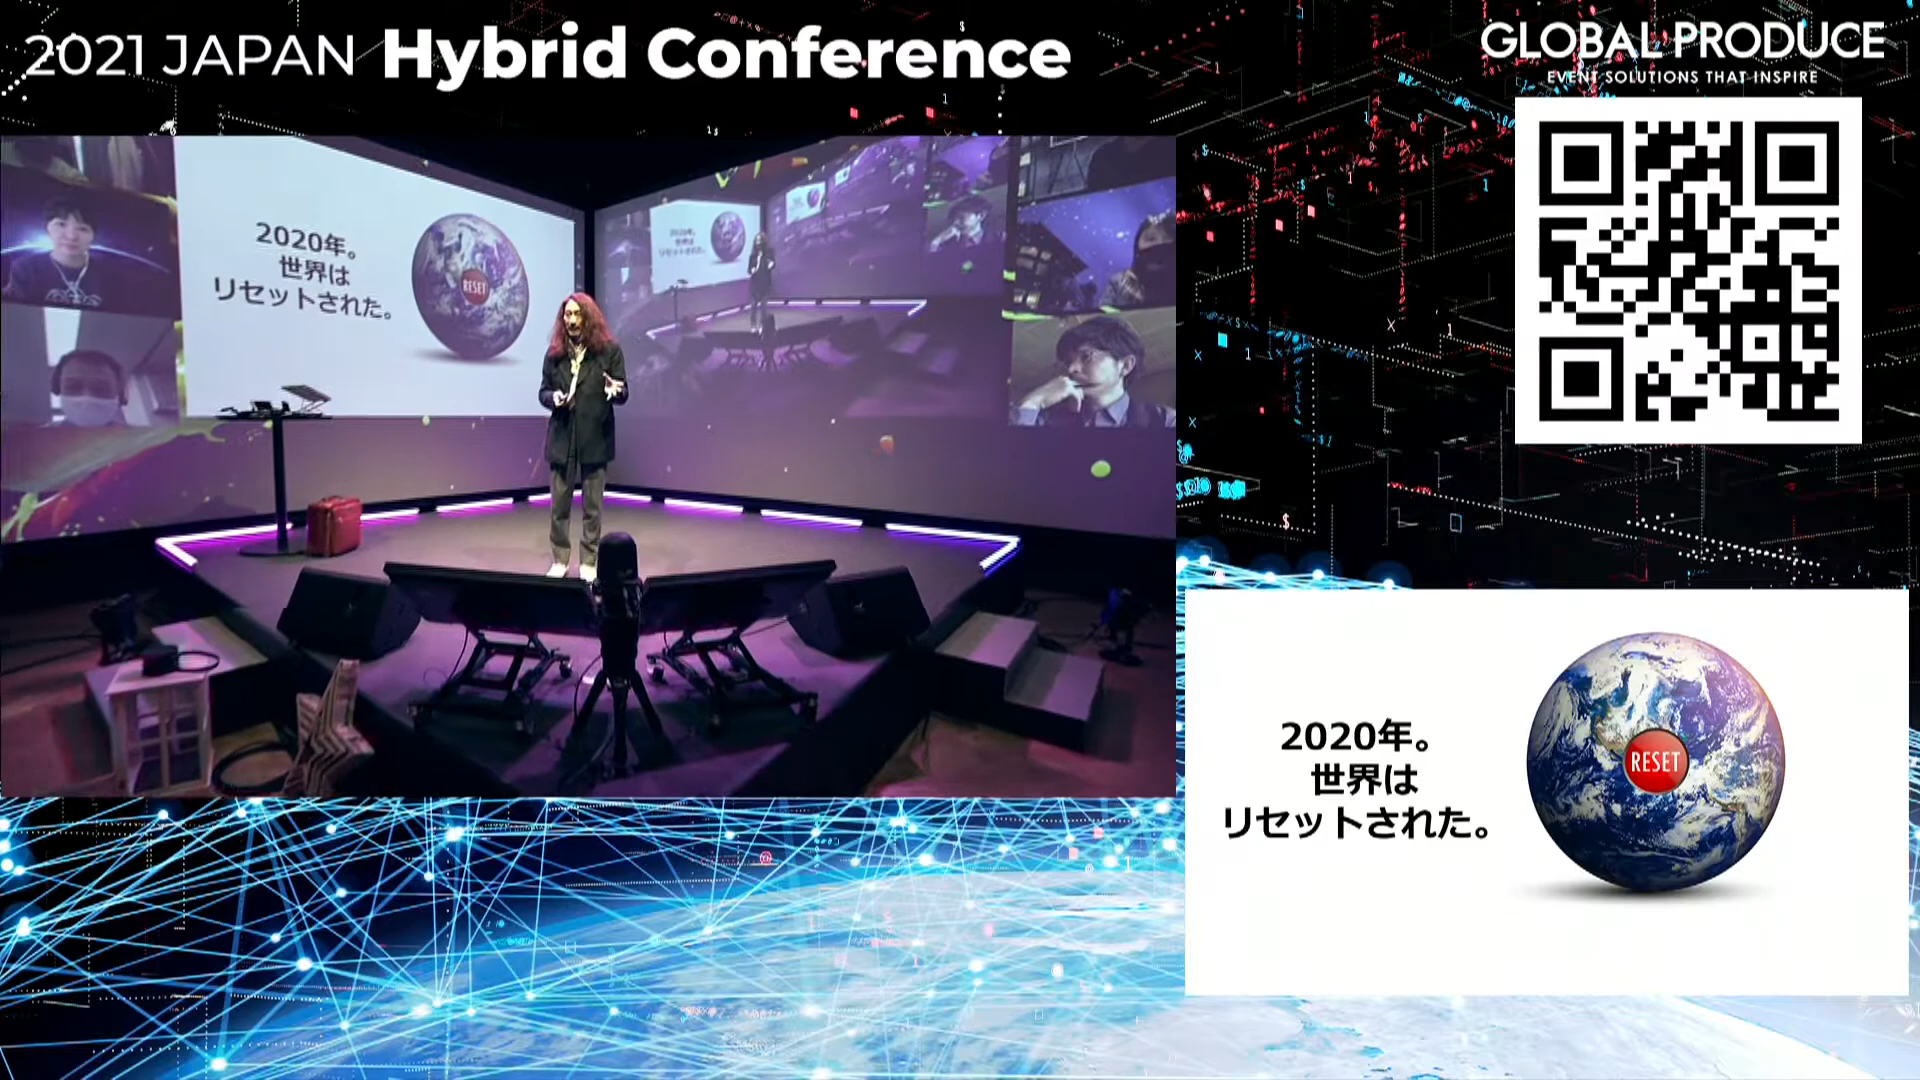 2021 JAPAN Hybrid Conference
GLOBAL PRODUCE
EVENT SOLUTIONS THAT INSPIRE
2020年。
世界は
リセットされた。
RESET
2020年。
世界は
リセットされた。
RESET